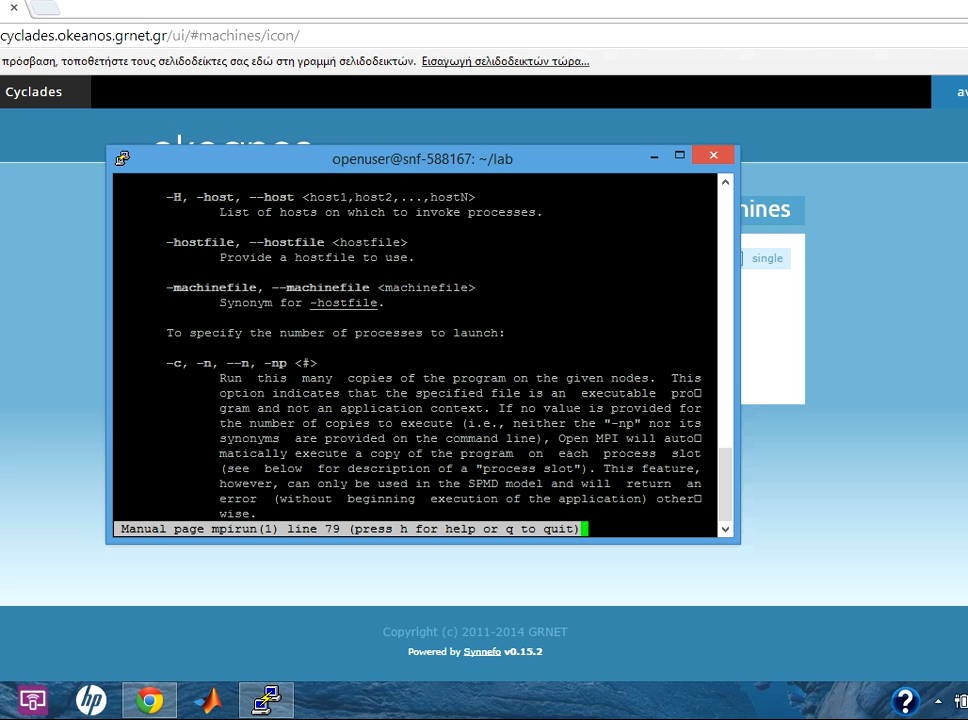 cyclades.okeanos.grnet.gr/ui/#machines/icon/
πρόσβαση, τοποθετήστε τους σελιδοδείκτες σας εδώ στη γραμμή σελιδοδεικτών. Εισαγωγή σελιδοδεικτών τώρα...
Cyclades
av
okeanos
openuser@snf-588167: ~/lab
-H, -host, --host <host1,host2,...,hostN>
List of hosts on which to invoke processes.
-hostfile, --hostfile <hostfile>
Provide a hostfile to use.
-machinefile, --machinefile <machinefile>
Synonym for -hostfile.
To specify the number of processes to launch:
-c, -n, --n, -np <#>
Run this many copies of the program on the given nodes. This
option indicates that the specified file is an executable pro□
gram and not an application context. If no value is provided for
the number of copies to execute (i.e., neither the "-np" nor its
synonyms are provided on the command line), Open MPI will auto□
matically execute a copy of the program on each process slot
(see below for description of a "process slot"). This feature,
however, can only be used in the SPMD model and will return an
error (without beginning execution of the application) other□
wise.
Manual page mpirun(1) line 79 (press h for help or q to quit)
hines
single
Copyright (c) 2011-2014 GRNET
Powered by Synnefo v0.15.2
hp
?